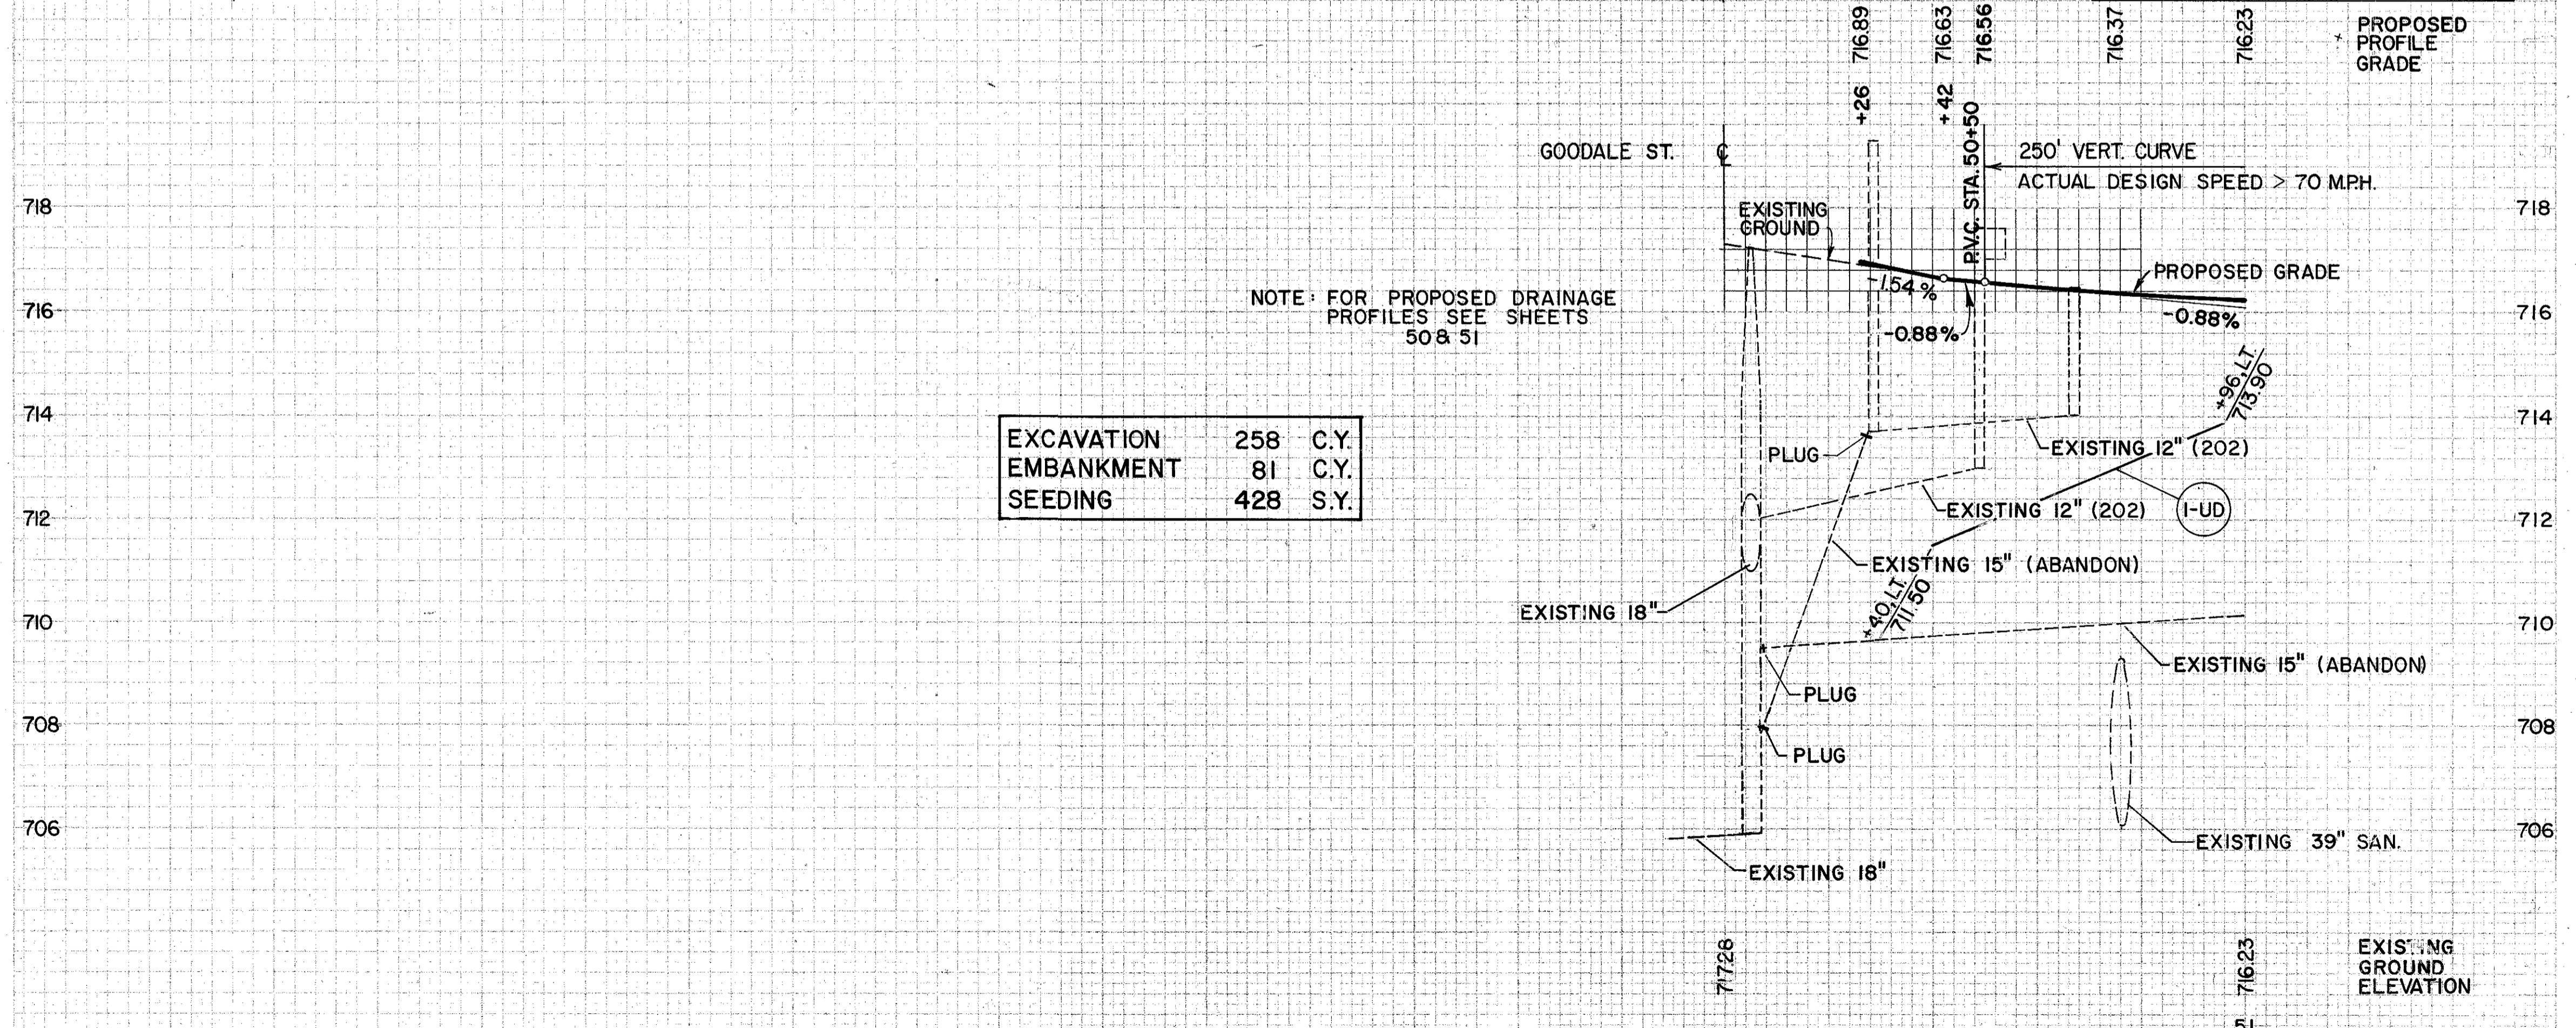 716.89
716.63
716.56
716.37
716.23
PROPOSED
PROFILE
GRADE
+26
+42
P.V.C. STA. 50+50
GOODALE ST.
℄
250' VERT. CURVE
ACTUAL DESIGN SPEED > 70 M.P.H.
718
718
EXISTING
GROUND
PROPOSED GRADE
-1.54%
NOTE: FOR PROPOSED DRAINAGE
PROFILES SEE SHEETS
50 & 51
716
716
-0.88%
-0.88%
+96, LT.
713.90
714
714
EXCAVATION 258 C.Y.
EMBANKMENT 81 C.Y.
SEEDING 428 S.Y.
PLUG
EXISTING 12" (202)
712
712
EXISTING 12" (202)
1-UD
EXISTING 15" (ABANDON)
+40, LT.
711.50
EXISTING 18"
710
710
EXISTING 15" (ABANDON)
PLUG
708
708
PLUG
706
706
EXISTING 39" SAN.
EXISTING 18"
717.28
716.23
EXISTING
GROUND
ELEVATION
51